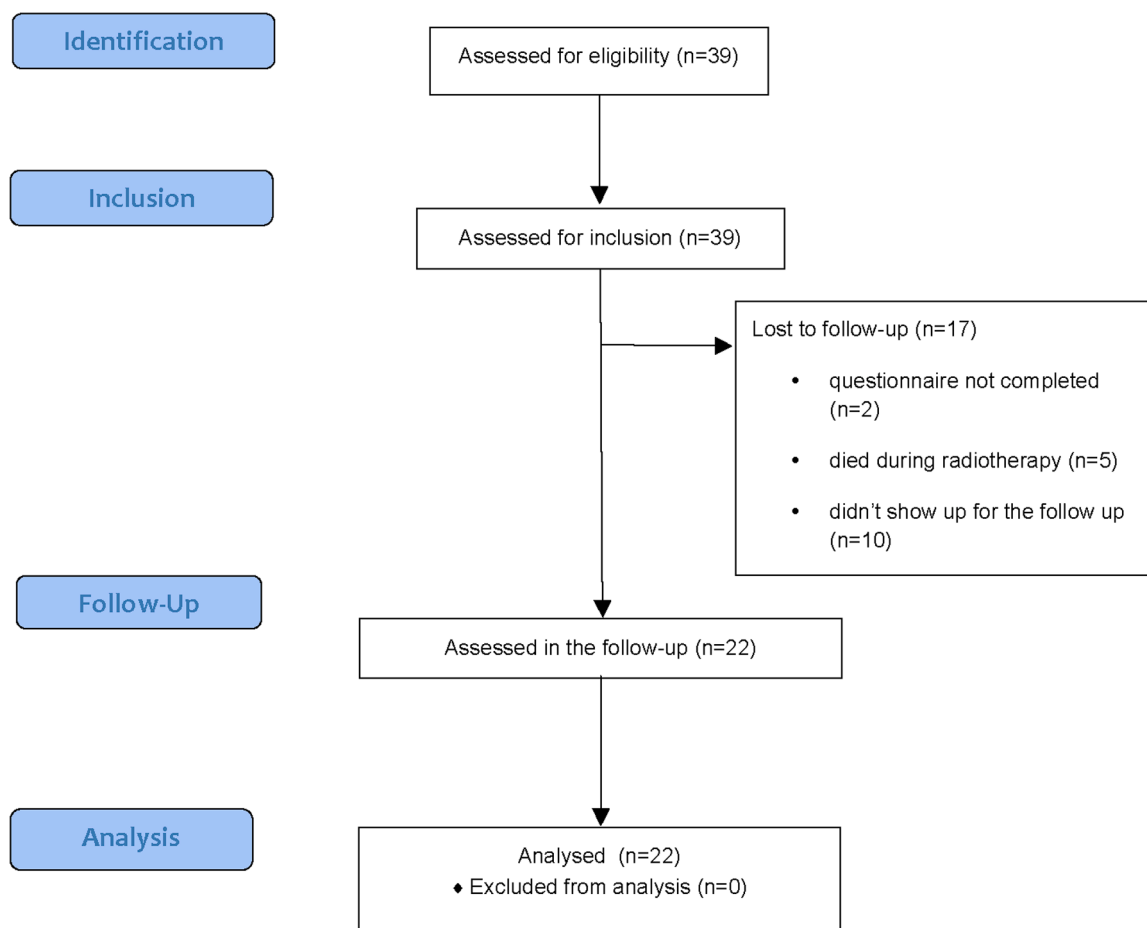 Identification
Assessed for eligibility (n=39)
Inclusion
Assessed for inclusion (n=39)
Lost to follow-up (n=17)
• questionnaire not completed
(n=2)
• died during radiotherapy (n=5)
• didn’t show up for the follow up
(n=10)
Follow-Up
Assessed in the follow-up (n=22)
Analysis
Analysed (n=22)
♦ Excluded from analysis (n=0)